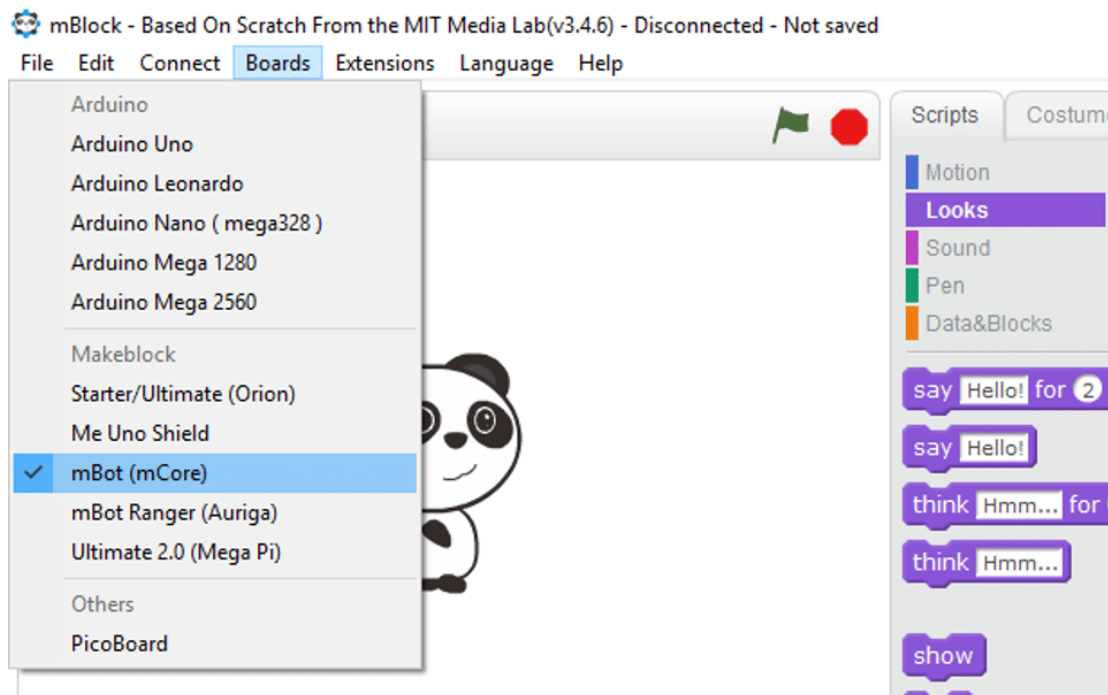 mBlock - Based On Scratch From the MIT Media Lab(v3.4.6) - Disconnected - Not saved
File Edit Connect Boards Extensions Language Help
Arduino
Arduino Uno
Arduino Leonardo
Arduino Nano ( mega328 )
Arduino Mega 1280
Arduino Mega 2560
Makeblock
Starter/Ultimate (Orion)
Me Uno Shield
mBot (mCore)
mBot Ranger (Auriga)
Ultimate 2.0 (Mega Pi)
Others
PicoBoard
Scripts Costum
Motion
Looks
Sound
Pen
Data&Blocks
say Hello! for 2
say Hello!
think Hmm... for
think Hmm...
show